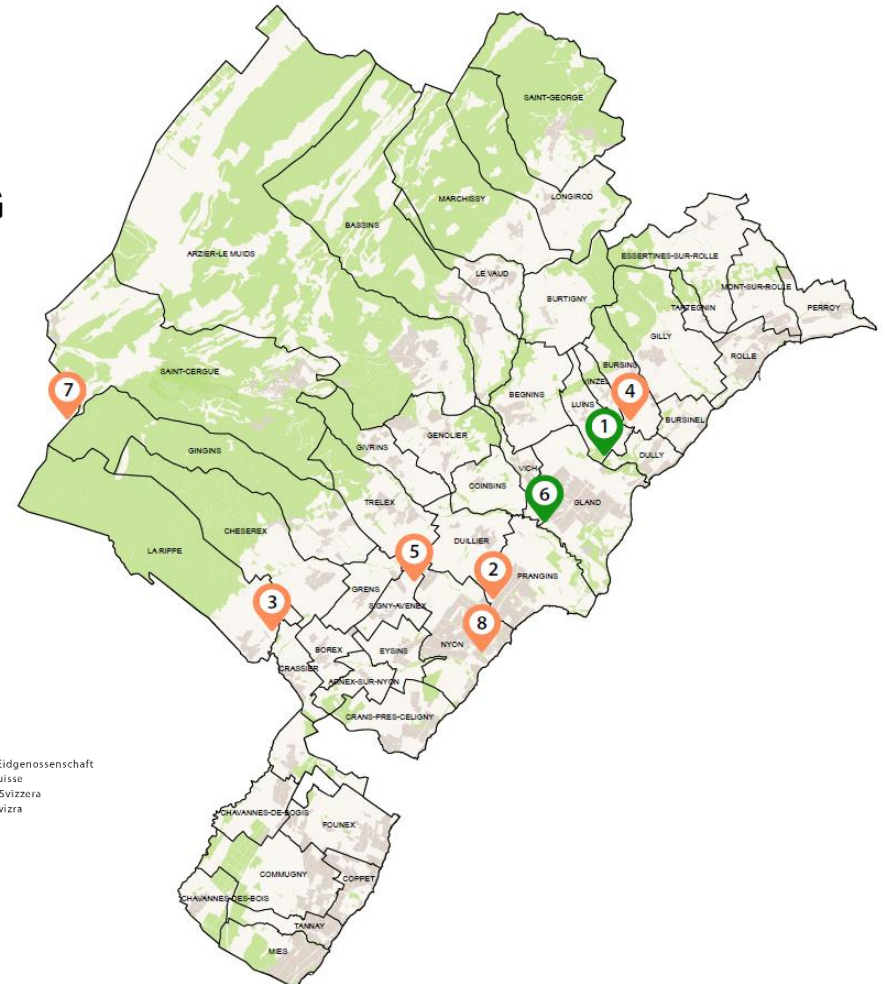 SAINT-GEORGE
G
MARCHISSY
LONGIROD
BASSINS
ARZIER-LE MUIDS
ESSERTINES-SUR-ROLLE
LE VAUD
MONT-SUR-ROLLE
BURTIGNY
TARTEGNIN
PERROY
GILLY
ROLLE
BURSINS
SAINT-CERGUE
VINZEL
7
BEGNINS
4
LUINS
BURSINEL
1
GENOLIER
GIVRINS
GINGINS
DULLY
VICH
COINSINS
6
TRELEX
GLAND
CHESEREX
DUILLIER
LA RIPPE
5
2
PRANGINS
GRENS
3
SIGNY-AVENEX
8
NYON
BOREX
EYSINS
CRASSIER
ARNEX-SUR-NYON
CRANS-PRES-CELIGNY
Eidgenossenschaft
uisse
Svizzera
vizra
CHAVANNES-DE-BOGIS
FOUNEX
COMMUGNY
COPPET
CHAVANNES-DES-BOIS
TANNAY
MIES